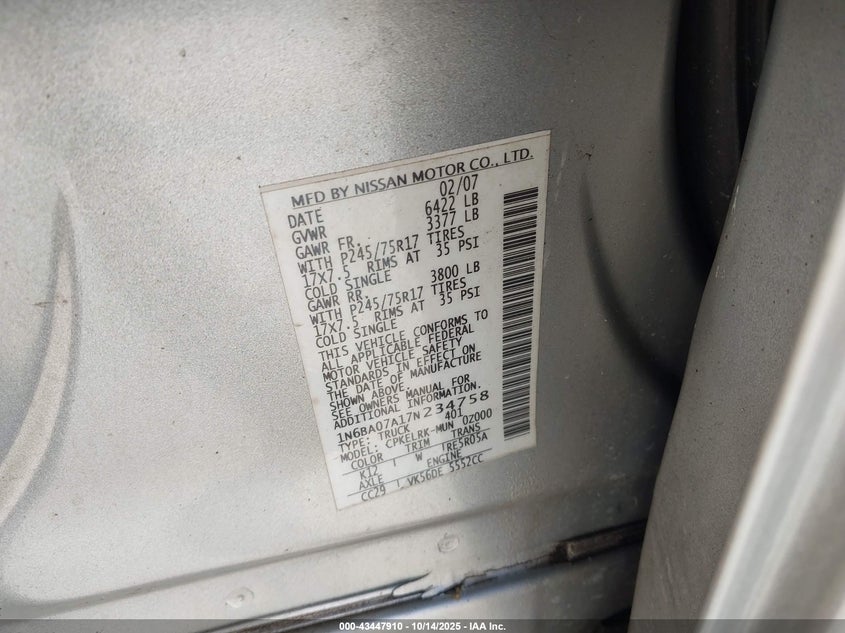 MFD BY NISSAN MOTOR CO., LTD.
DATE 02/07
GVWR 6422 LB
GAWR FR. 3377 LB
WITH P245/75R17 TIRES
17X7.5 RIMS AT 35 PSI
COLD SINGLE
GAWR RR. 3800 LB
WITH P245/75R17 TIRES
17X7.5 RIMS AT 35 PSI
COLD SINGLE
THIS VEHICLE CONFORMS TO
ALL APPLICABLE FEDERAL
MOTOR VEHICLE SAFETY
STANDARDS IN EFFECT ON
THE DATE OF MANUFACTURE
SHOWN ABOVE.
SEE OWNERS MANUAL FOR
ADDITIONAL INFORMATION.
1N6BA07A17N234758
TYPE: TRUCK 401
MODEL: CPKELRK-MUN 0Z000
COLOR TRIM TRANS
K12 W TRE5R05A
AXLE ENGINE
CC29 VK56DE 5552CC
000-43447910 - 10/14/2025 - IAA Inc.